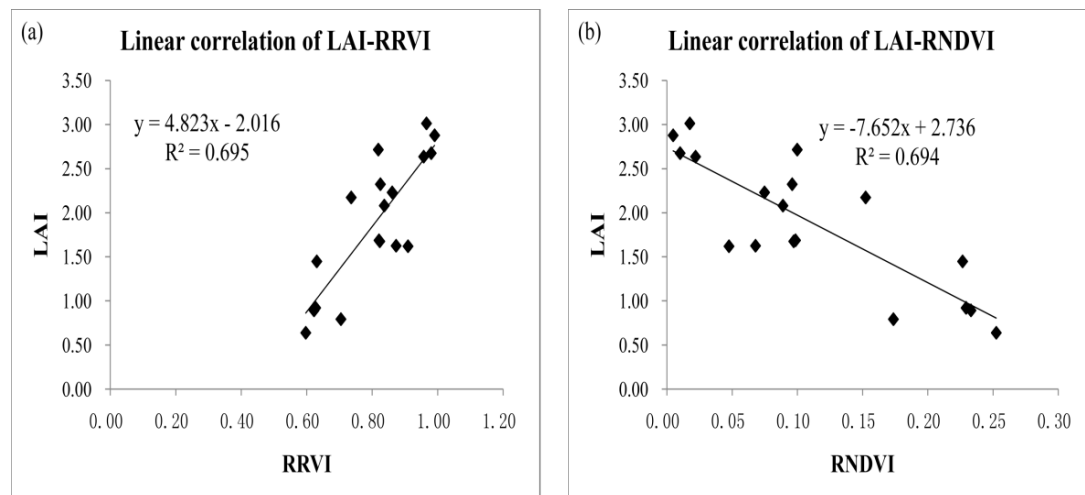 (a)
Linear correlation of LAI-RRVI
3.50
3.00
2.50
2.00
1.50
1.00
0.50
0.00
LAI
y = 4.823x - 2.016
R² = 0.695
0.00 0.20 0.40 0.60 0.80 1.00 1.20
RRVI
(b)
Linear correlation of LAI-RNDVI
3.50
3.00
2.50
2.00
1.50
1.00
0.50
0.00
LAI
y = -7.652x + 2.736
R² = 0.694
0.00 0.05 0.10 0.15 0.20 0.25 0.30
RNDVI